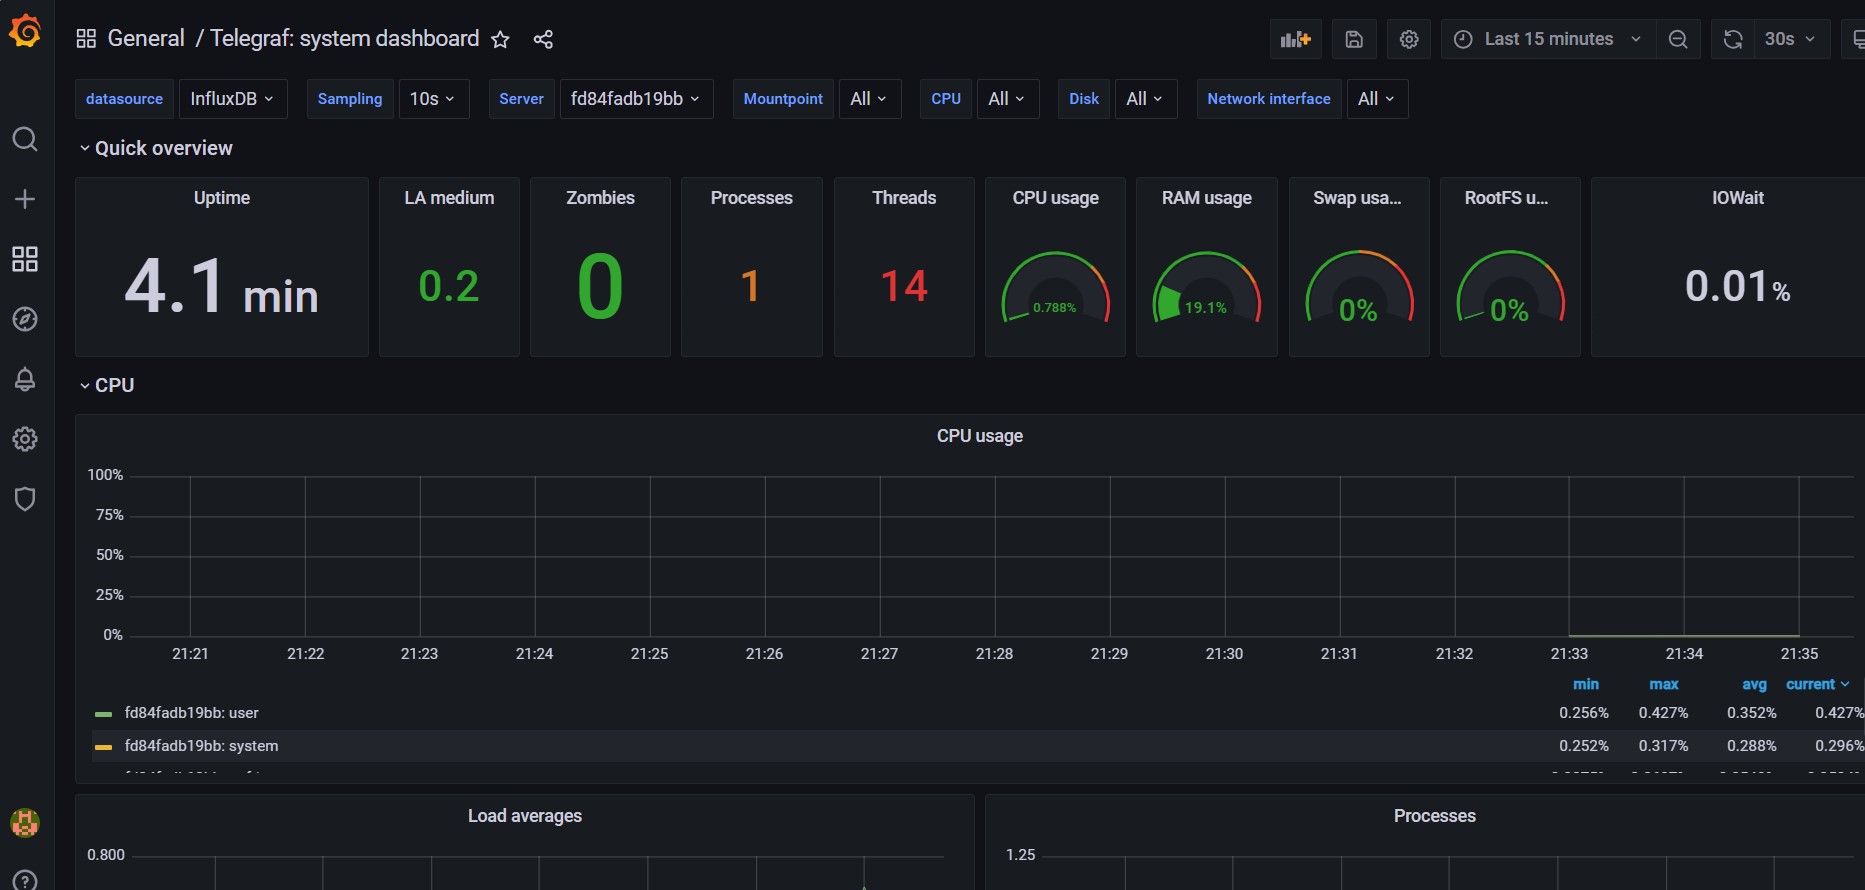 General / Telegraf: system dashboard
Last 15 minutes
30s
datasource InfluxDB Sampling 10s Server fd84fadb19bb Mountpoint All CPU All Disk All Network interface All
Quick overview
Uptime
4.1 min
LA medium
0.2
Zombies
0
Processes
1
Threads
14
CPU usage
0.788%
RAM usage
19.1%
Swap usa...
0%
RootFS u...
0%
IOWait
0.01%
CPU
CPU usage
100%
75%
50%
25%
0%
21:21 21:22 21:23 21:24 21:25 21:26 21:27 21:28 21:29 21:30 21:31 21:32 21:33 21:34 21:35
min max avg current
fd84fadb19bb: user 0.256% 0.427% 0.352% 0.427%
fd84fadb19bb: system 0.252% 0.317% 0.288% 0.296%
Load averages
0.800
Processes
1.25